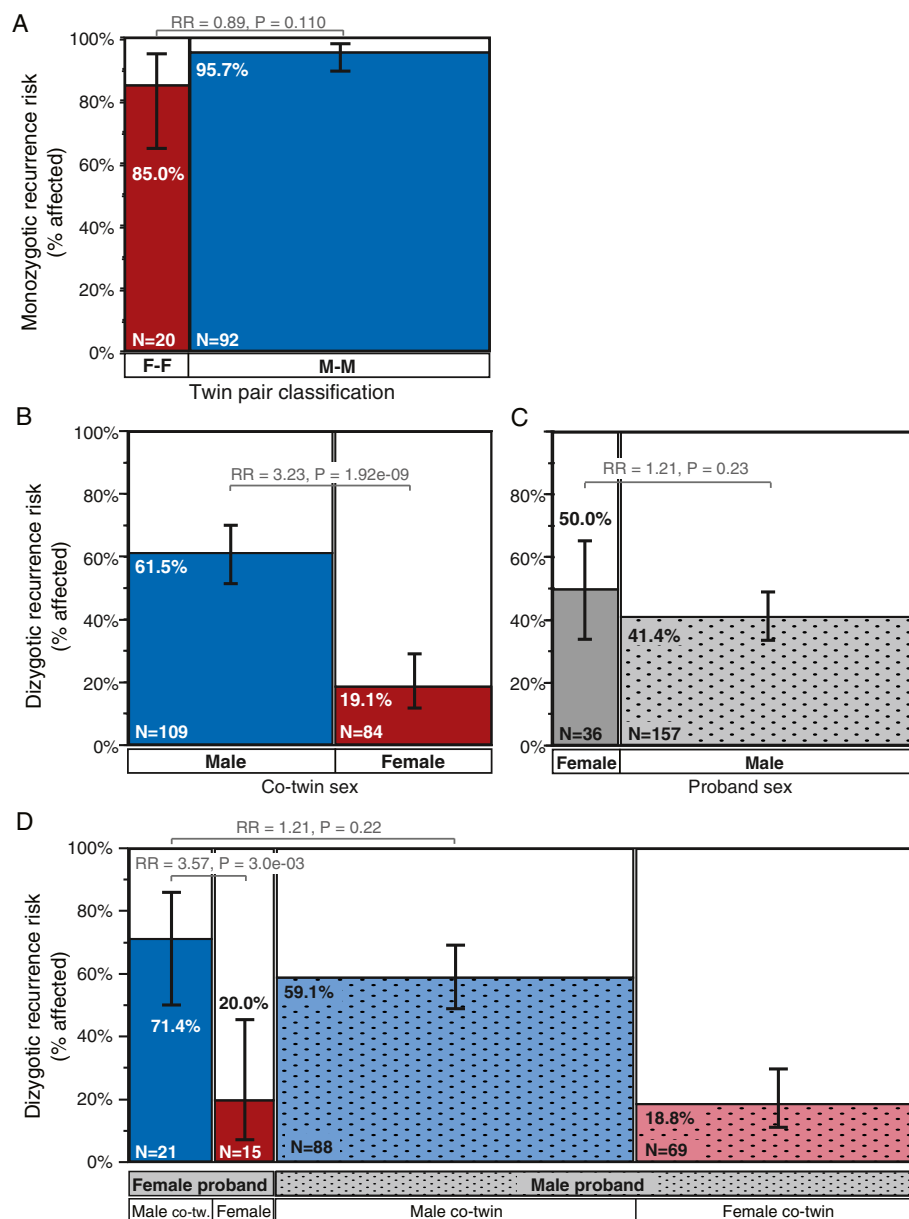 A
RR = 0.89, P = 0.110
Monozygotic recurrence risk
(% affected)
100%
80%
60%
40%
20%
0%
95.7%
85.0%
N=20
N=92
F-F
M-M
Twin pair classification
B
Dizygotic recurrence risk
(% affected)
100%
80%
60%
40%
20%
0%
RR = 3.23, P = 1.92e-09
61.5%
19.1%
N=109
N=84
Male
Female
Co-twin sex
C
100%
80%
60%
40%
20%
0%
RR = 1.21, P = 0.23
50.0%
41.4%
N=36
N=157
Female
Male
Proband sex
D
Dizygotic recurrence risk
(% affected)
100%
80%
60%
40%
20%
0%
RR = 1.21, P = 0.22
RR = 3.57, P = 3.0e-03
71.4%
20.0%
59.1%
18.8%
N=21
N=15
N=88
N=69
Female proband
Male proband
Male co-tw.
Female
Male co-twin
Female co-twin